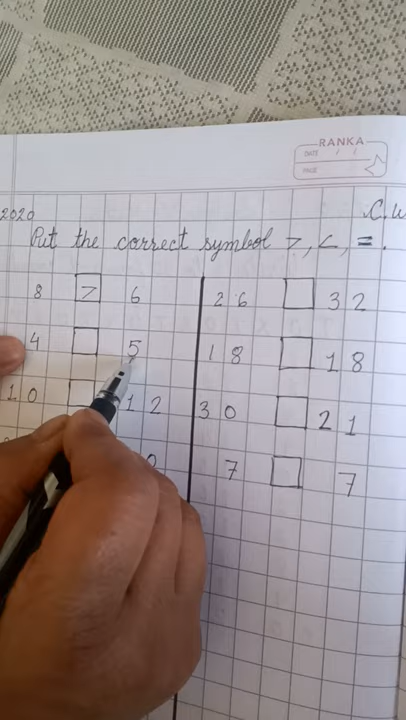 RANKA
DATE / /
PAGE
2020
C.W
Put the correct symbol >, <, =.
8 > 6
26 32
4 5
18 18
10 12
30 21
7 7